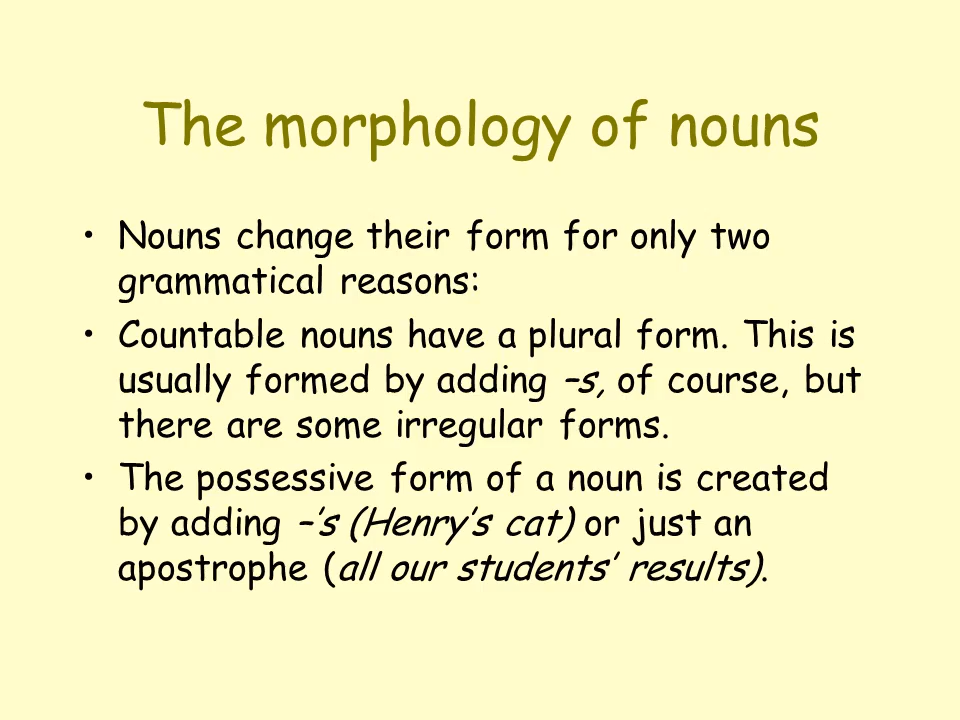 The morphology of nouns
• Nouns change their form for only two
grammatical reasons:
• Countable nouns have a plural form. This is
usually formed by adding –s, of course, but
there are some irregular forms.
• The possessive form of a noun is created
by adding –’s (Henry’s cat) or just an
apostrophe (all our students’ results).